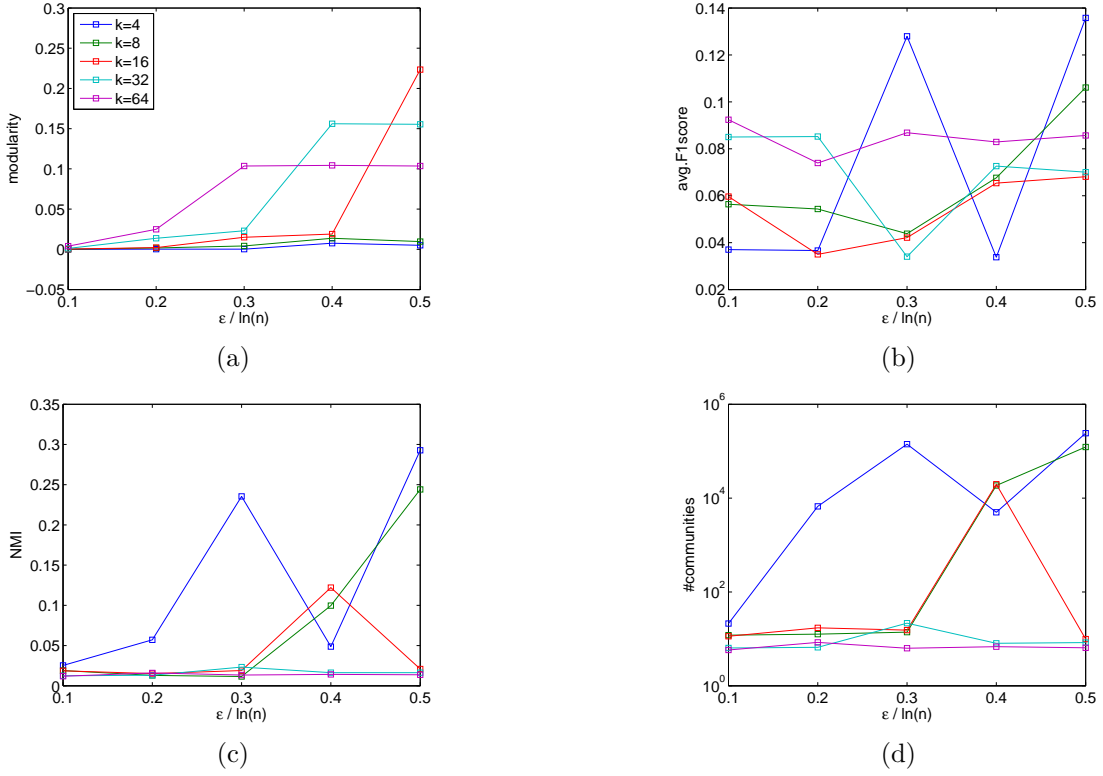 0.3
0.25
0.2
0.15
0.1
0.05
0
−0.05
modularity
k=4
k=8
k=16
k=32
k=64
0.1 0.2 0.3 0.4 0.5
ε / ln(n)
(a)
0.14
0.12
0.1
0.08
0.06
0.04
0.02
avg.F1score
0.1 0.2 0.3 0.4 0.5
ε / ln(n)
(b)
0.35
0.3
0.25
0.2
0.15
0.1
0.05
0
NMI
0.1 0.2 0.3 0.4 0.5
ε / ln(n)
(c)
10^6
10^4
10^2
10^0
#communities
0.1 0.2 0.3 0.4 0.5
ε / ln(n)
(d)